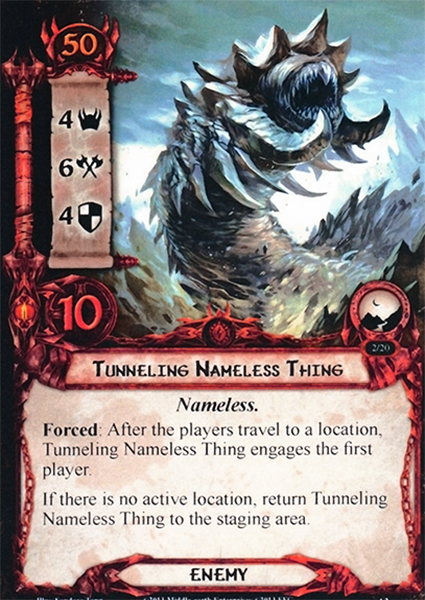 50
4
6
4
10
2/20
TUNNELING NAMELESS THING
Nameless.
Forced: After the players travel to a location,
Tunneling Nameless Thing engages the first
player.
If there is no active location, return Tunneling
Nameless Thing to the staging area.
ENEMY